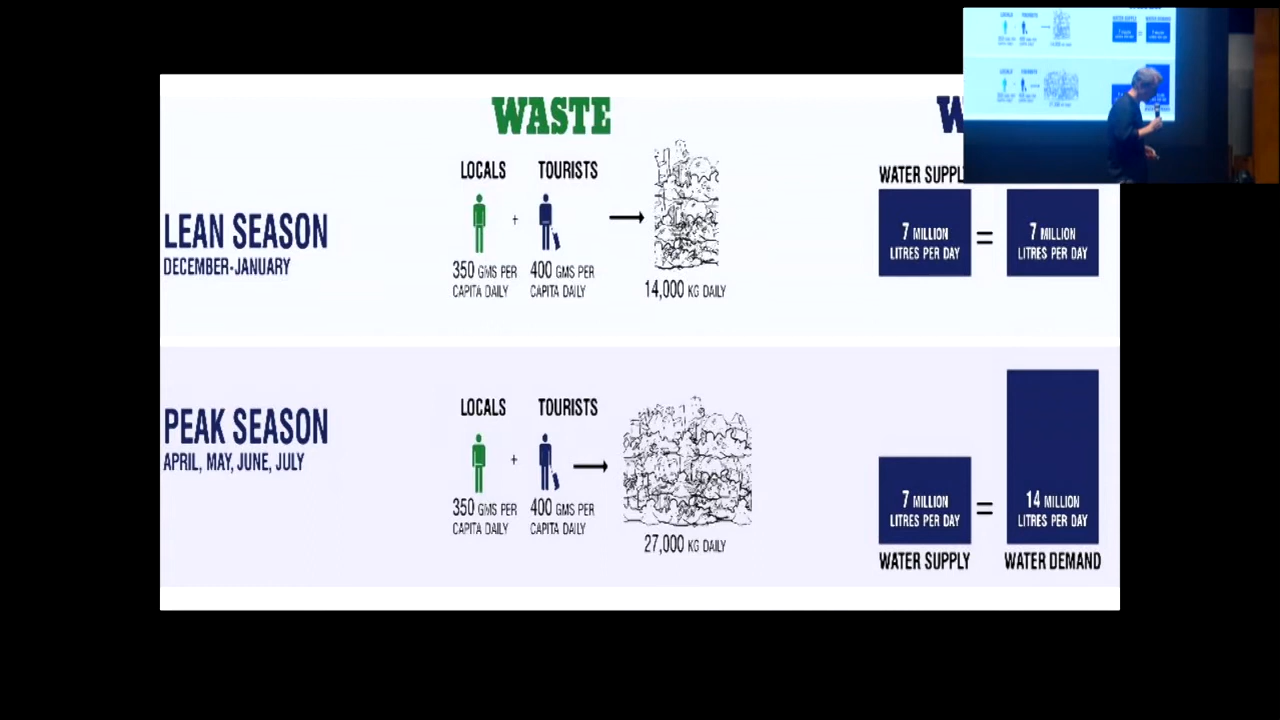 WASTE
W
LOCALS
TOURISTS
WATER SUPPLY
LEAN SEASON
DECEMBER-JANUARY
+
350 GMS PER
CAPITA DAILY
400 GMS PER
CAPITA DAILY
14,000 KG DAILY
7 MILLION
LITRES PER DAY
=
7 MILLION
LITRES PER DAY
PEAK SEASON
APRIL, MAY, JUNE, JULY
LOCALS
TOURISTS
+
350 GMS PER
CAPITA DAILY
400 GMS PER
CAPITA DAILY
27,000 KG DAILY
7 MILLION
LITRES PER DAY
=
14 MILLION
LITRES PER DAY
WATER SUPPLY
WATER DEMAND